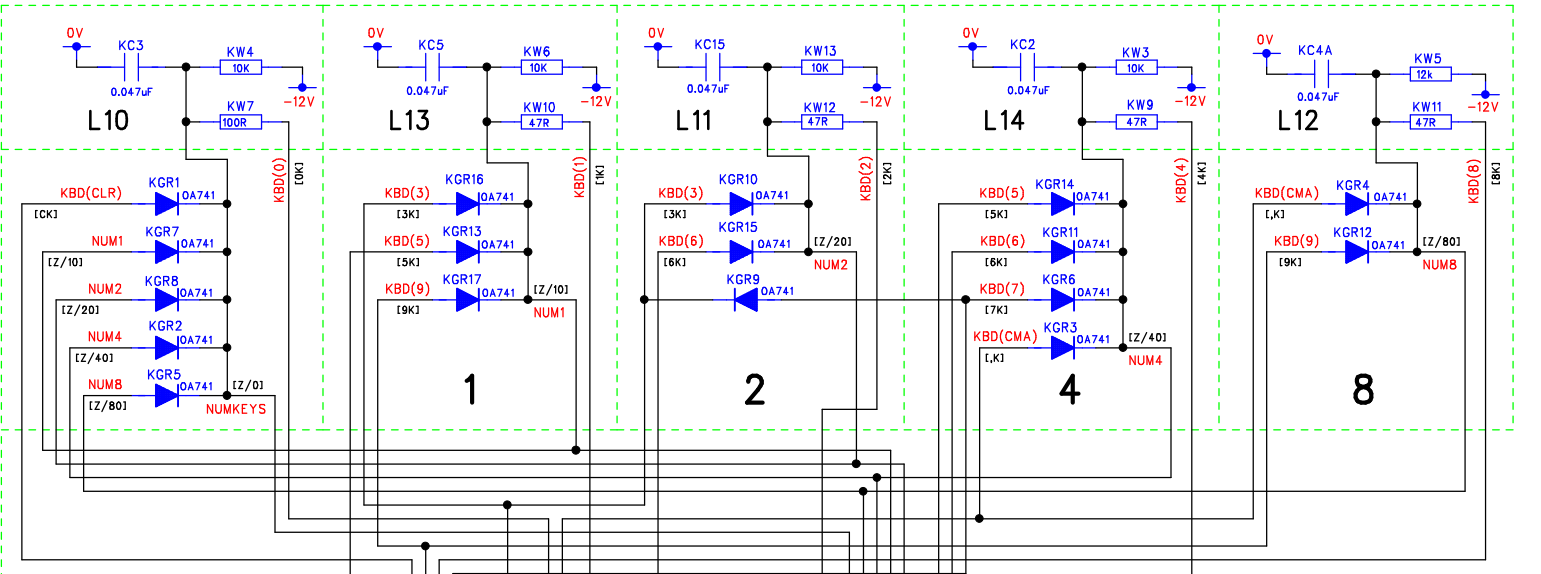 0V KC3 KW4 0V KC5 KW6 0V KC15 KW13 0V KC2 KW3 0V KC4A KW5
10K 10K 10K 10K 12k
0.047uF -12V 0.047uF -12V 0.047uF -12V 0.047uF -12V 0.047uF -12V
L10 KW7 L13 KW10 L11 KW12 L14 KW9 L12 KW11
100R 47R 47R 47R 47R
KBD(0) [0K] KBD(1) [1K] KBD(2) [2K] KBD(4) [4K] KBD(8) [8K]
KBD(CLR) KGR1 OA741 KBD(3) KGR16 OA741 KBD(3) KGR10 OA741 KBD(5) KGR14 OA741 KBD(CMA) KGR4 OA741
[CK] [3K] [3K] [5K] [,K]
NUM1 KGR7 OA741 KBD(5) KGR13 OA741 KBD(6) KGR15 OA741 [Z/20] KBD(6) KGR11 OA741 KBD(9) KGR12 OA741 [Z/80]
[Z/10] [5K] [6K] NUM2 [6K] [9K] NUM8
NUM2 KGR8 OA741 KBD(9) KGR17 OA741 [Z/10] KGR9 OA741 KBD(7) KGR6 OA741
[Z/20] [9K] NUM1 [7K]
NUM4 KGR2 OA741 KBD(CMA) KGR3 OA741 [Z/40]
[Z/40] [,K] NUM4
NUM8 KGR5 OA741 [Z/0]
[Z/80] NUMKEYS
1 2 4 8